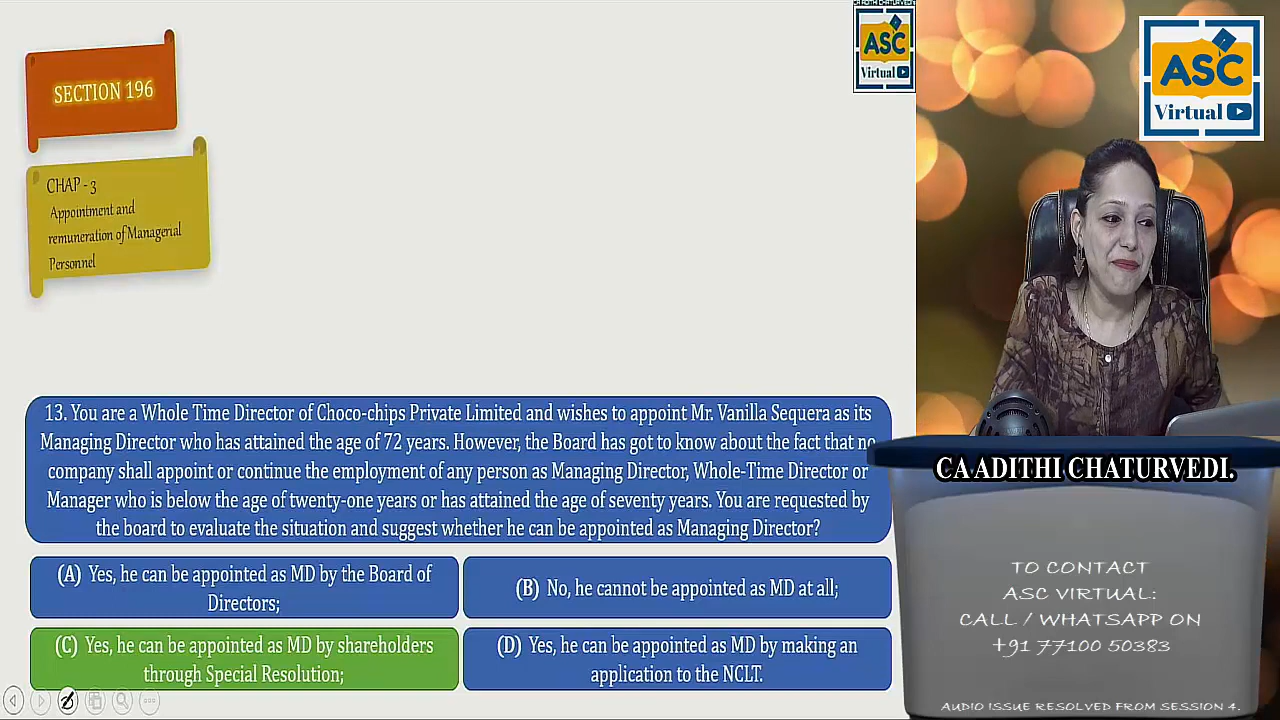 SECTION 196
CHAP - 3
Appointment and
remuneration of Managerial
Personnel
CA ADITHI CHATURVEDI
ASC
Virtual
ASC
Virtual
13. You are a Whole Time Director of Choco-chips Private Limited and wishes to appoint Mr. Vanilla Sequera as its
Managing Director who has attained the age of 72 years. However, the Board has got to know about the fact that no
company shall appoint or continue the employment of any person as Managing Director, Whole-Time Director or
Manager who is below the age of twenty-one years or has attained the age of seventy years. You are requested by
the board to evaluate the situation and suggest whether he can be appointed as Managing Director?
(A) Yes, he can be appointed as MD by the Board of
Directors;
(B) No, he cannot be appointed as MD at all;
(C) Yes, he can be appointed as MD by shareholders
through Special Resolution;
(D) Yes, he can be appointed as MD by making an
application to the NCLT.
CA ADITHI CHATURVEDI.
TO CONTACT
ASC VIRTUAL:
CALL / WHATSAPP ON
+91 77100 50383
AUDIO ISSUE RESOLVED FROM SESSION 4.